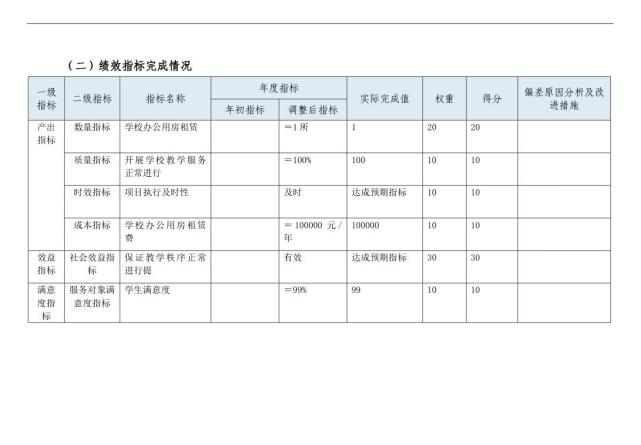 （二）绩效指标完成情况
一级指标 二级指标 指标名称 年度指标 实际完成值 权重 得分 偏差原因分析及改进措施
年初指标 调整后指标
产出指标 数量指标 学校办公用房租赁 ＝1 所 1 20 20
质量指标 开展学校教学服务正常进行 ＝100% 100 10 10
时效指标 项目执行及时性 及时 达成预期指标 10 10
成本指标 学校办公用房租赁费 ＝ 100000 元/年 100000 10 10
效益指标 社会效益指标 保证教学秩序正常进行提 有效 达成预期指标 30 30
满意度指标 服务对象满意度指标 学生满意度 ＝99% 99 10 10